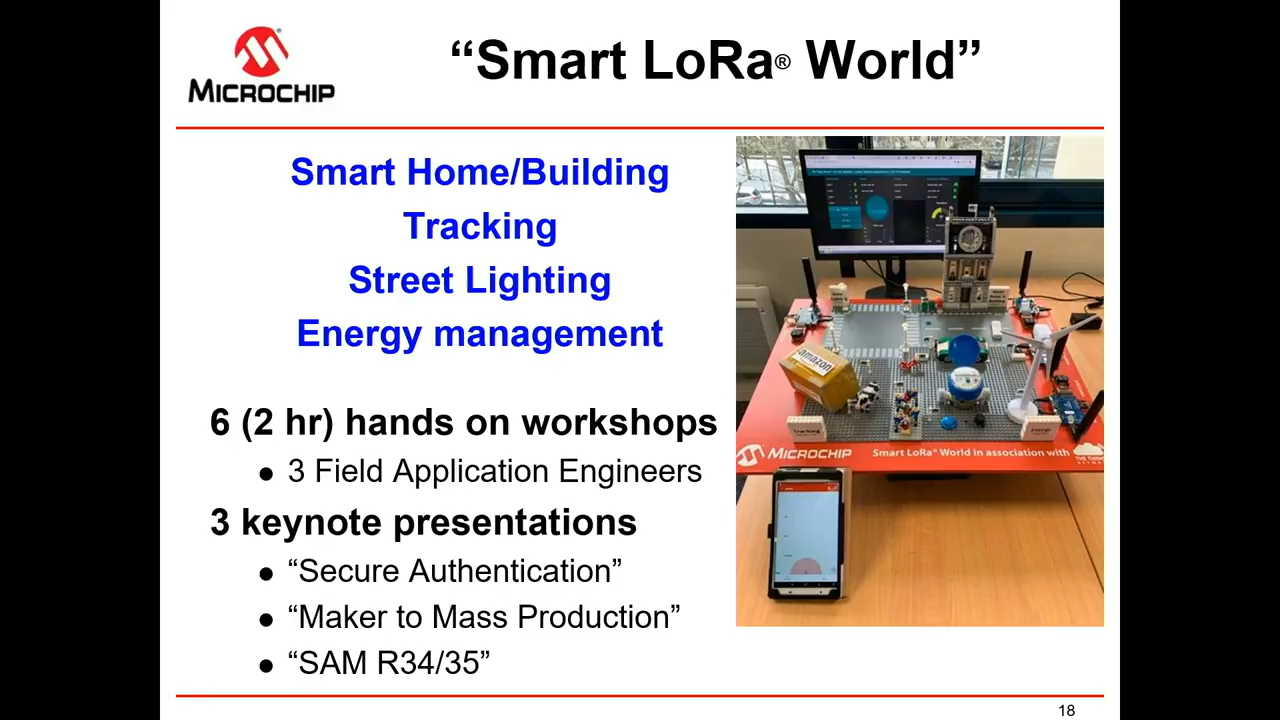 MICROCHIP
“Smart LoRa® World”
Smart Home/Building
Tracking
Street Lighting
Energy management
6 (2 hr) hands on workshops
● 3 Field Application Engineers
3 keynote presentations
● “Secure Authentication”
● “Maker to Mass Production”
● “SAM R34/35”
amazon
Tracking
MICROCHIP
Smart LoRa® World in association with
18